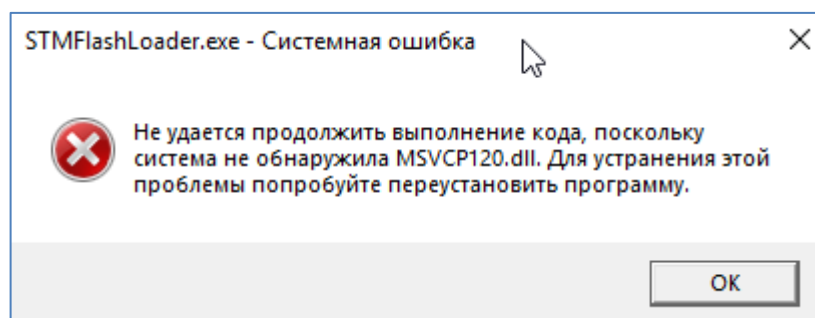 STMFlashLoader.exe - Системная ошибка
Не удается продолжить выполнение кода, поскольку
система не обнаружила MSVCP120.dll. Для устранения этой
проблемы попробуйте переустановить программу.
ОК